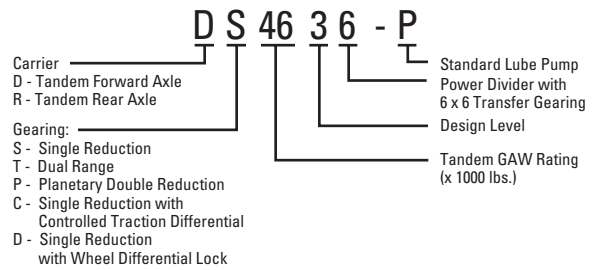 D S 46 3 6 - P
Carrier
D - Tandem Forward Axle
R - Tandem Rear Axle
Gearing:
S - Single Reduction
T - Dual Range
P - Planetary Double Reduction
C - Single Reduction with
Controlled Traction Differential
D - Single Reduction
with Wheel Differential Lock
Standard Lube Pump
Power Divider with
6 x 6 Transfer Gearing
Design Level
Tandem GAW Rating
(x 1000 lbs.)